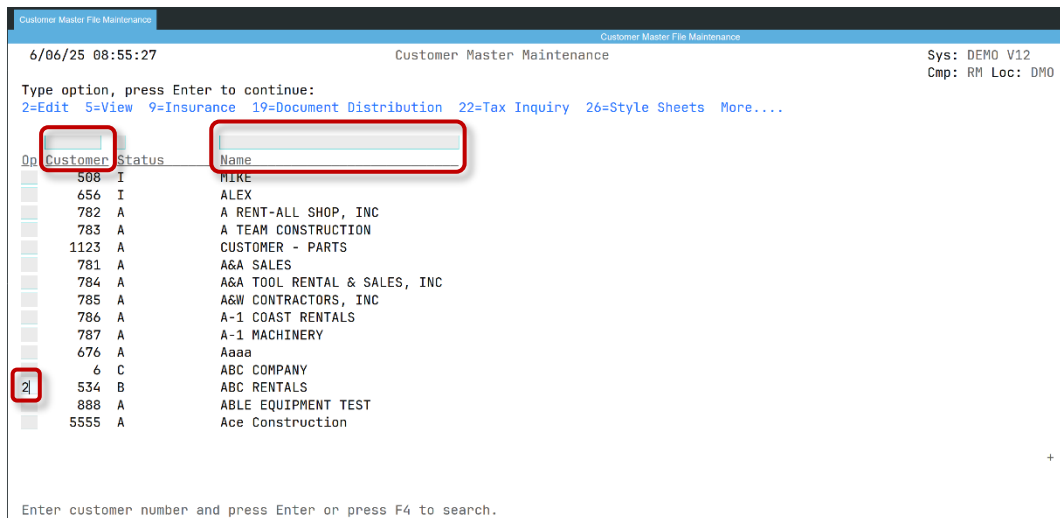 Customer Master File Maintenance
Customer Master File Maintenance
6/06/25 08:55:27 Customer Master Maintenance Sys: DEMO V12
Cmp: RM Loc: DMO
Type option, press Enter to continue:
2=Edit 5=View 9=Insurance 19=Document Distribution 22=Tax Inquiry 26=Style Sheets More....
Op Customer Status Name
508 I MIKE
656 I ALEX
782 A A RENT-ALL SHOP, INC
783 A A TEAM CONSTRUCTION
1123 A CUSTOMER - PARTS
781 A A&A SALES
784 A A&A TOOL RENTAL & SALES, INC
785 A A&W CONTRACTORS, INC
786 A A-1 COAST RENTALS
787 A A-1 MACHINERY
676 A Aaaa
6 C ABC COMPANY
2 534 B ABC RENTALS
888 A ABLE EQUIPMENT TEST
5555 A Ace Construction
+
Enter customer number and press Enter or press F4 to search.